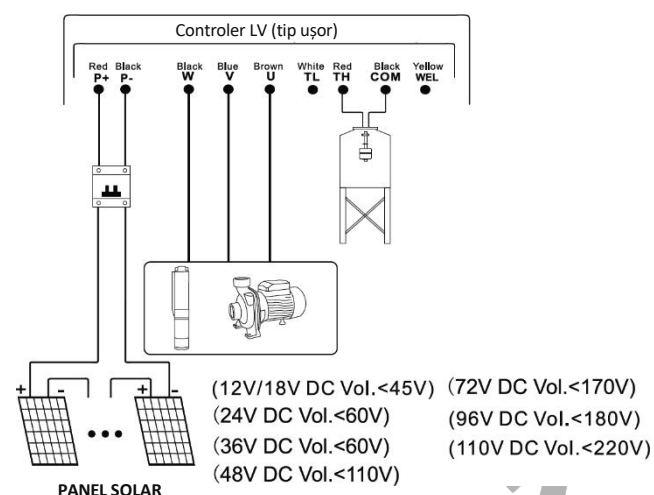 Controler LV (tip ușor)
Red Black Black Blue Brown White Red Black Yellow
P+ P- W V U TL TH COM WEL
+ - + -
(12V/18V DC Vol.<45V) (72V DC Vol.<170V)
(24V DC Vol.<60V) (96V DC Vol.<180V)
(36V DC Vol.<60V) (110V DC Vol.<220V)
(48V DC Vol.<110V)
PANEL SOLAR